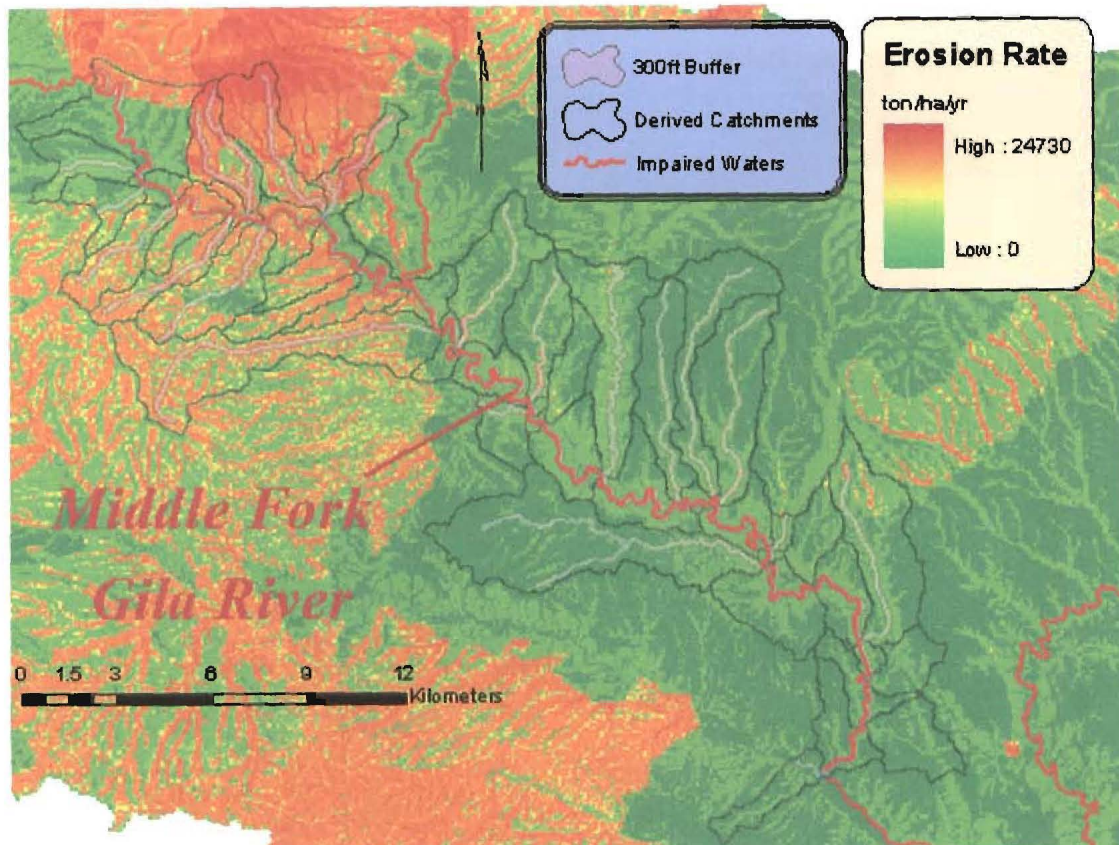 300ft Buffer
Derived Catchments
Impaired Waters
Erosion Rate
ton/ha/yr
High : 24730
Low : 0
Middle Fork
Gila River
0 1.5 3 6 9 12
Kilometers